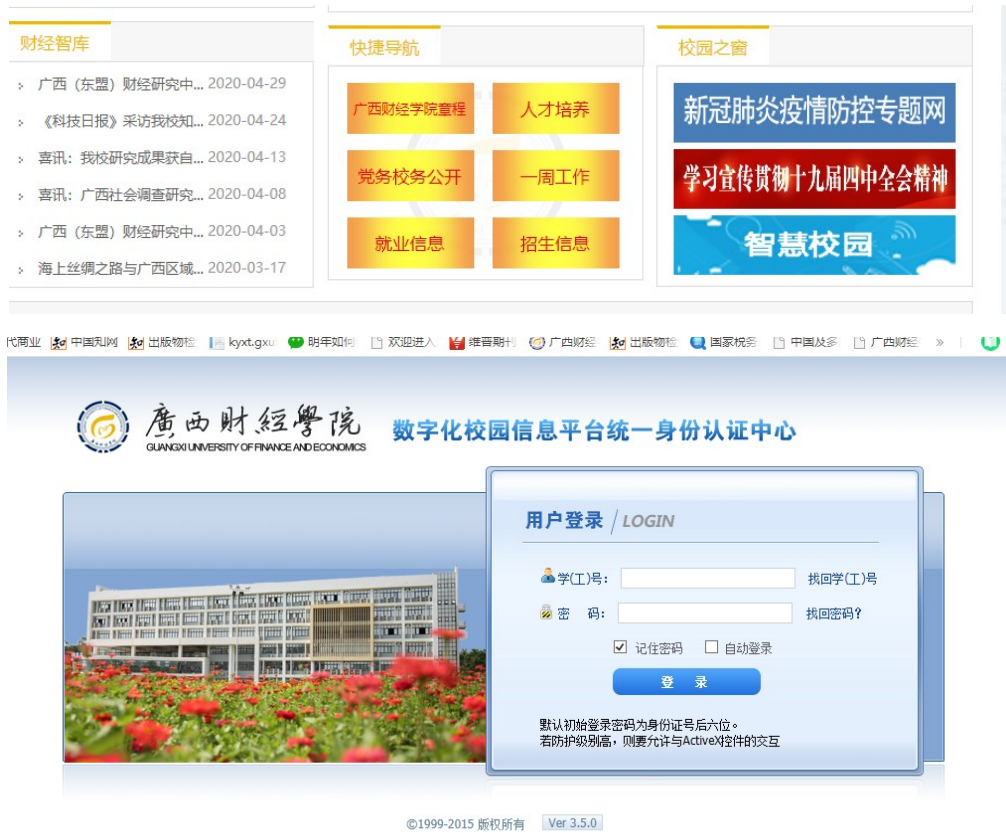 财经智库
广西（东盟）财经研究中... 2020-04-29
《科技日报》采访我校知... 2020-04-24
喜讯：我校研究成果获自... 2020-04-13
喜讯：广西社会调查研究... 2020-04-08
广西（东盟）财经研究中... 2020-04-03
海上丝绸之路与广西区域... 2020-03-17
快捷导航
广西财经学院章程 人才培养
党务校务公开 一周工作
就业信息 招生信息
校园之窗
新冠肺炎疫情防控专题网
学习宣传贯彻十九届四中全会精神
智慧校园
代商业 中国知网 出版物检 kyxt.gxu 明年如何 欢迎进入 维普期刊 广西财经 出版物检 国家税务 中国及多 广西财经 »
廣西财經學院 数字化校园信息平台统一身份认证中心
GUANGXI UNIVERSITY OF FINANCE AND ECONOMICS
用户登录 / LOGIN
学(工)号： 找回学(工)号
密 码： 找回密码?
记住密码 自动登录
登 录
默认初始登录密码为身份证号后六位。
若防护级别高，则要允许与ActiveX控件的交互
©1999-2015 版权所有 Ver 3.5.0